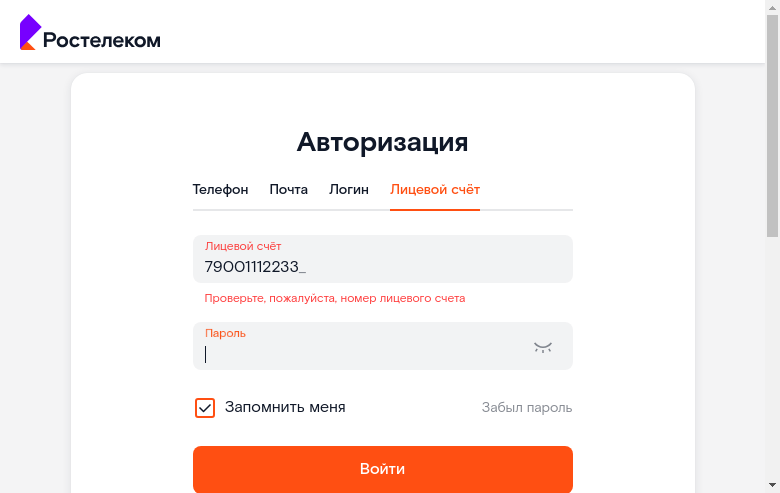 Ростелеком
Авторизация
Телефон Почта Логин Лицевой счёт
Лицевой счёт
79001112233_
Проверьте, пожалуйста, номер лицевого счета
Пароль
Запомнить меня Забыл пароль
Войти